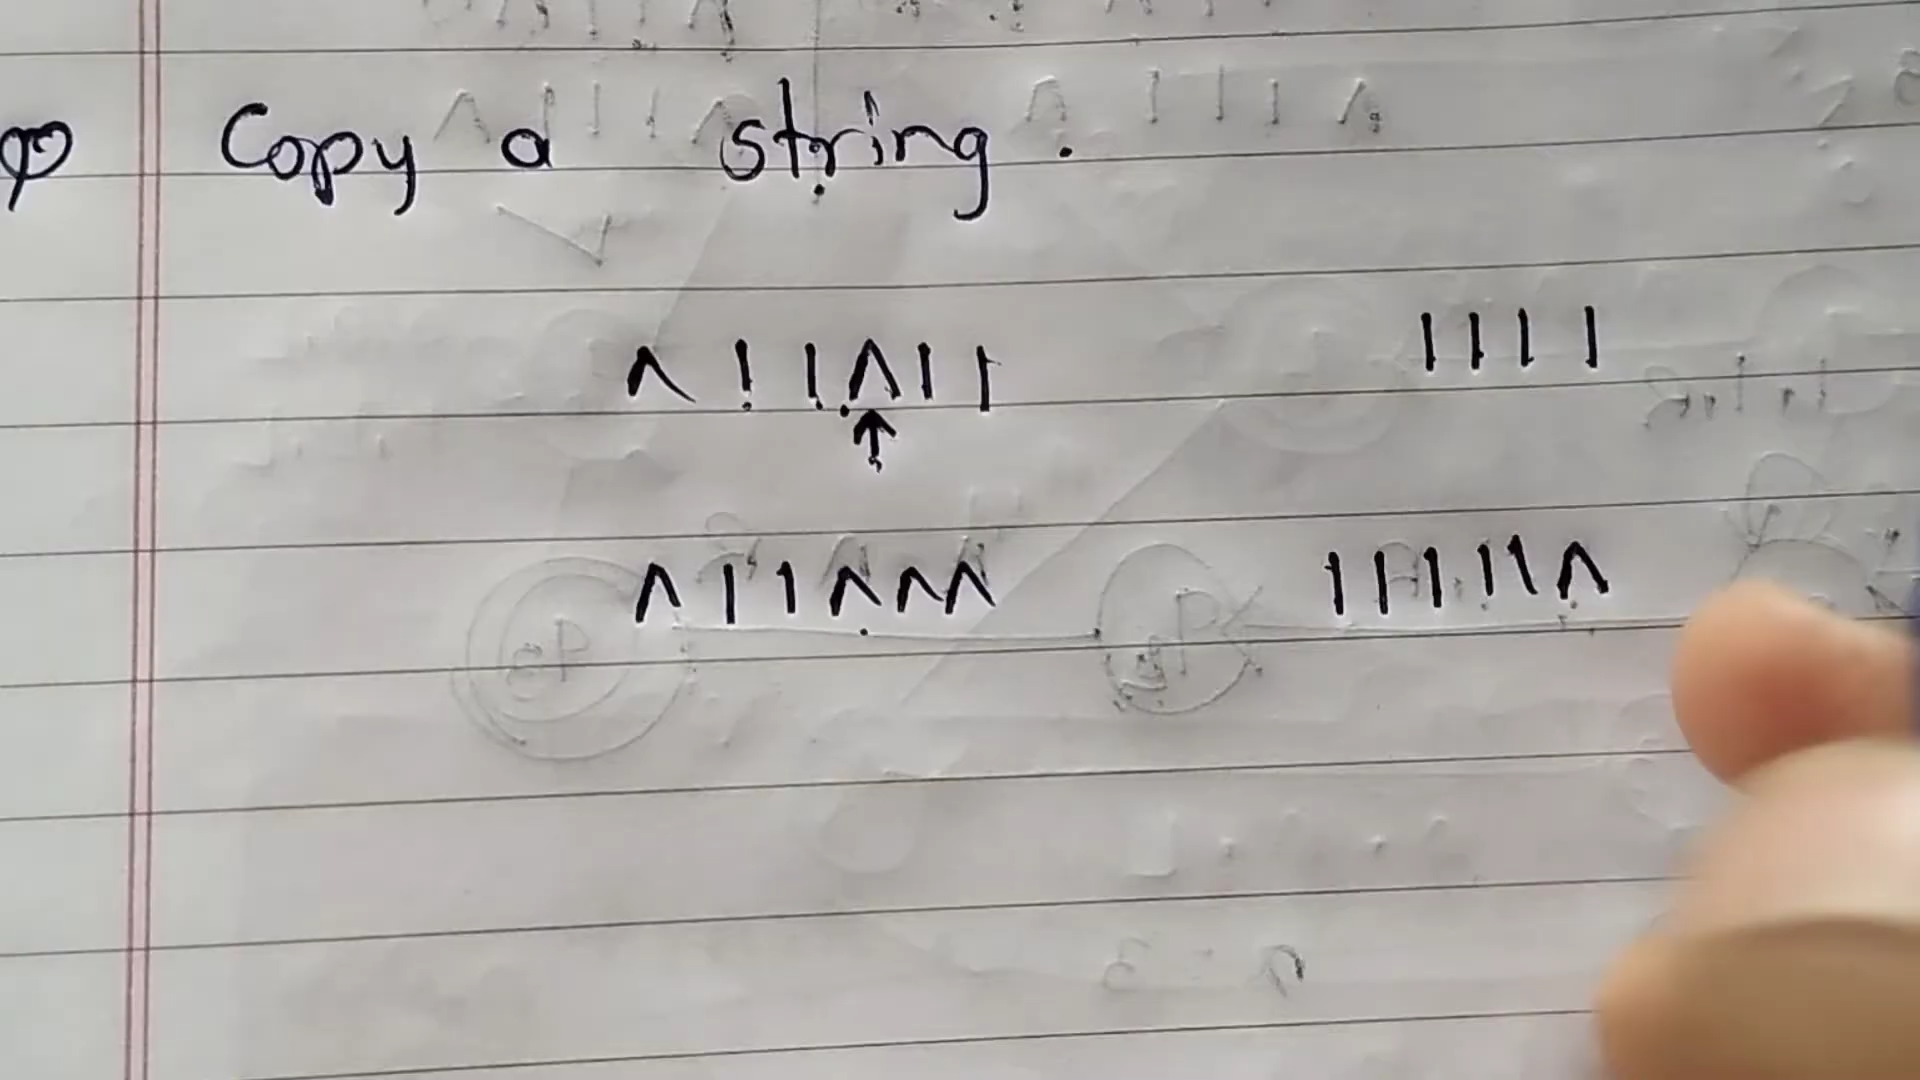 Copy a string.
∧ 1 1 ∧ 1 1 1 1 1 1
∧ 1 1 ∧ ∧ ∧ 1 1 1 1 1 ∧